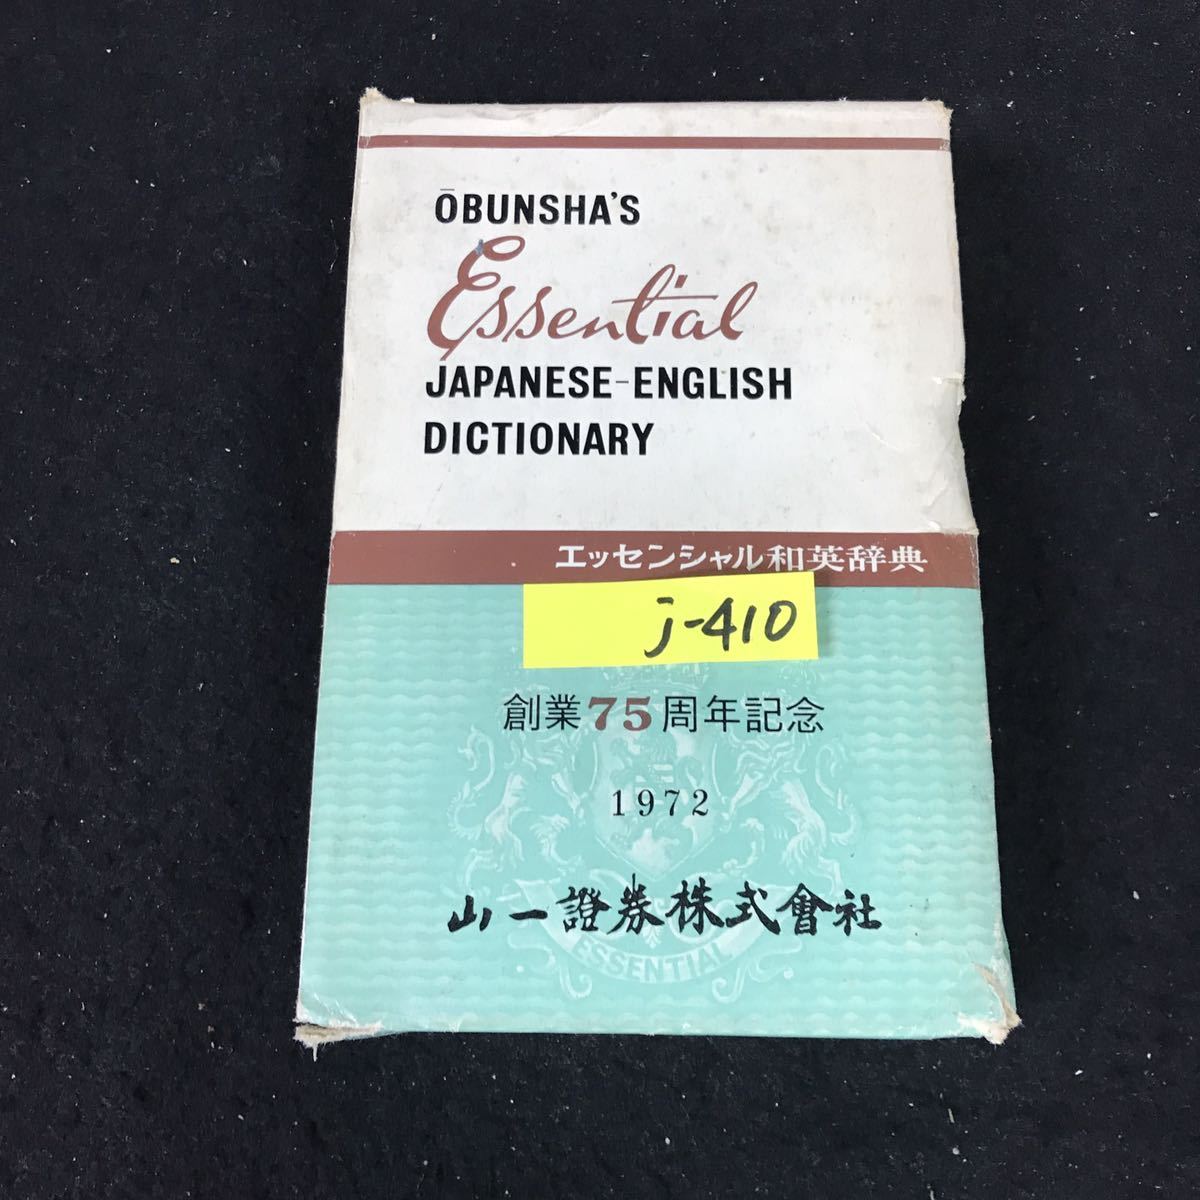 ŌBUNSHA'S
Essential
JAPANESE-ENGLISH
DICTIONARY
エッセンシャル和英辞典
j-410
創業75周年記念
1972
山一證券株式會社
ESSENTIAL